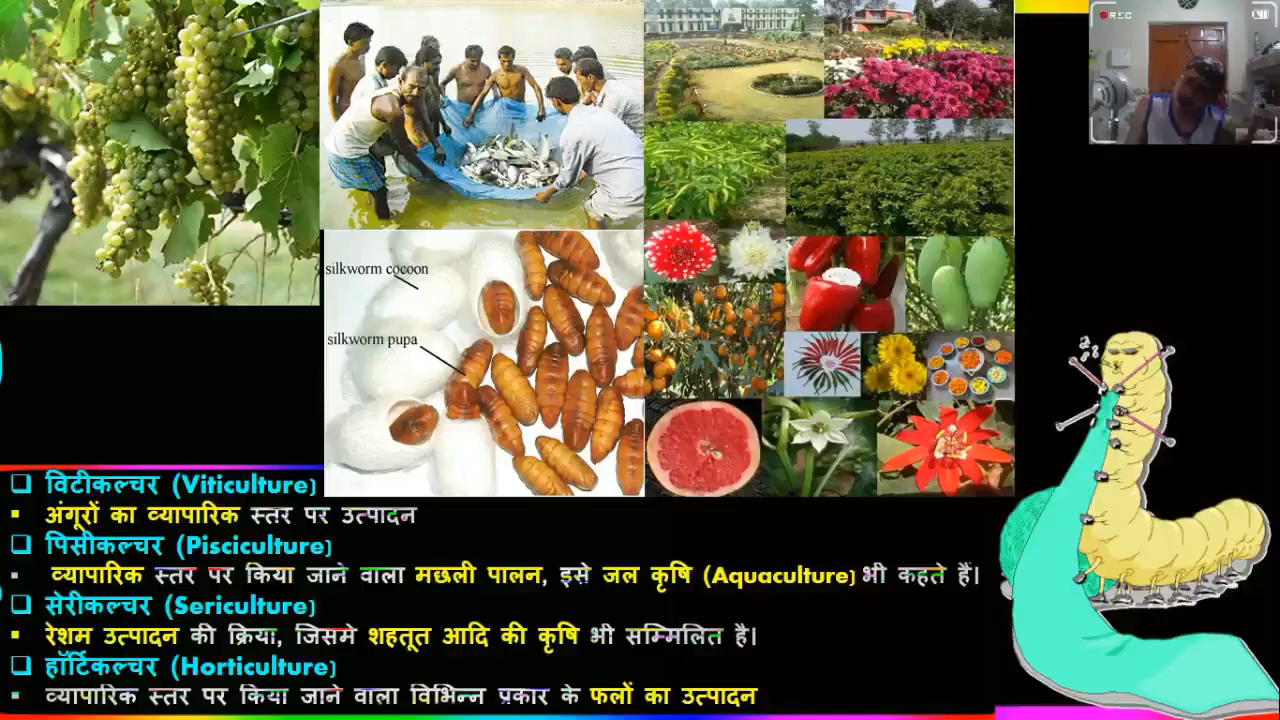 REC
silkworm cocoon
silkworm pupa
विटीकल्चर (Viticulture)
अंगूरों का व्यापारिक स्तर पर उत्पादन
पिसीकल्चर (Pisciculture)
व्यापारिक स्तर पर किया जाने वाला मछली पालन, इसे जल कृषि (Aquaculture) भी कहते हैं।
सेरीकल्चर (Sericulture)
रेशम उत्पादन की क्रिया, जिसमे शहतूत आदि की कृषि भी सम्मिलित है।
हॉर्टिकल्चर (Horticulture)
व्यापारिक स्तर पर किया जाने वाला विभिन्न प्रकार के फलों का उत्पादन